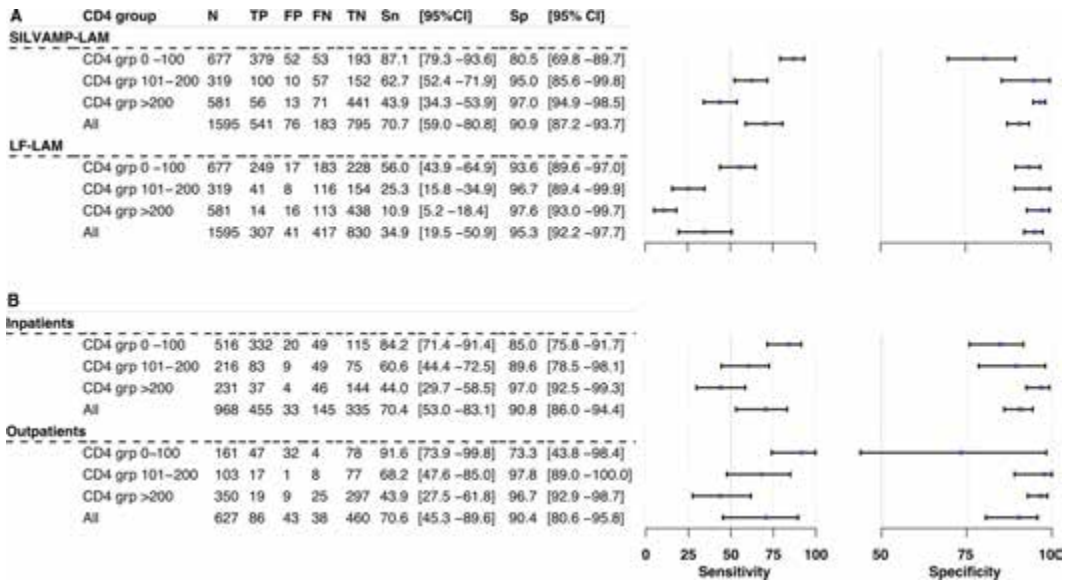 A CD4 group N TP FP FN TN Sn [95%CI] Sp [95% CI]
SILVAMP-LAM
CD4 grp 0 −100 677 379 52 53 193 87.1 [79.3 −93.6] 80.5 [69.8 −89.7]
CD4 grp 101−200 319 100 10 57 152 62.7 [52.4 −71.9] 95.0 [85.6 −99.8]
CD4 grp >200 581 56 13 71 441 43.9 [34.3 −53.9] 97.0 [94.9 −98.5]
All 1595 541 76 183 795 70.7 [59.0 −80.8] 90.9 [87.2 −93.7]
LF-LAM
CD4 grp 0 −100 677 249 17 183 228 56.0 [43.9 −64.9] 93.6 [89.6 −97.0]
CD4 grp 101−200 319 41 8 116 154 25.3 [15.8 −34.9] 96.7 [89.4 −99.9]
CD4 grp >200 581 14 16 113 438 10.9 [5.2 −18.4] 97.6 [93.0 −99.7]
All 1595 307 41 417 830 34.9 [19.5 −50.9] 95.3 [92.2 −97.7]
B
Inpatients
CD4 grp 0 −100 516 332 20 49 115 84.2 [71.4 −91.4] 85.0 [75.8 −91.7]
CD4 grp 101−200 216 83 9 49 75 60.6 [44.4 −72.5] 89.6 [78.5 −98.1]
CD4 grp >200 231 37 4 46 144 44.0 [29.7 −58.5] 97.0 [92.5 −99.3]
All 968 455 33 145 335 70.4 [53.0 −83.1] 90.8 [86.0 −94.4]
Outpatients
CD4 grp 0−100 161 47 32 4 78 91.6 [73.9 −99.8] 73.3 [43.8 −98.4]
CD4 grp 101−200 103 17 1 8 77 68.2 [47.6 −85.0] 97.8 [89.0 −100.0]
CD4 grp >200 350 19 9 25 297 43.9 [27.5 −61.8] 96.7 [92.9 −98.7]
All 627 86 43 38 460 70.6 [45.3 −89.6] 90.4 [80.6 −95.8]
0 25 50 75 100 50 75 100
Sensitivity Specificity